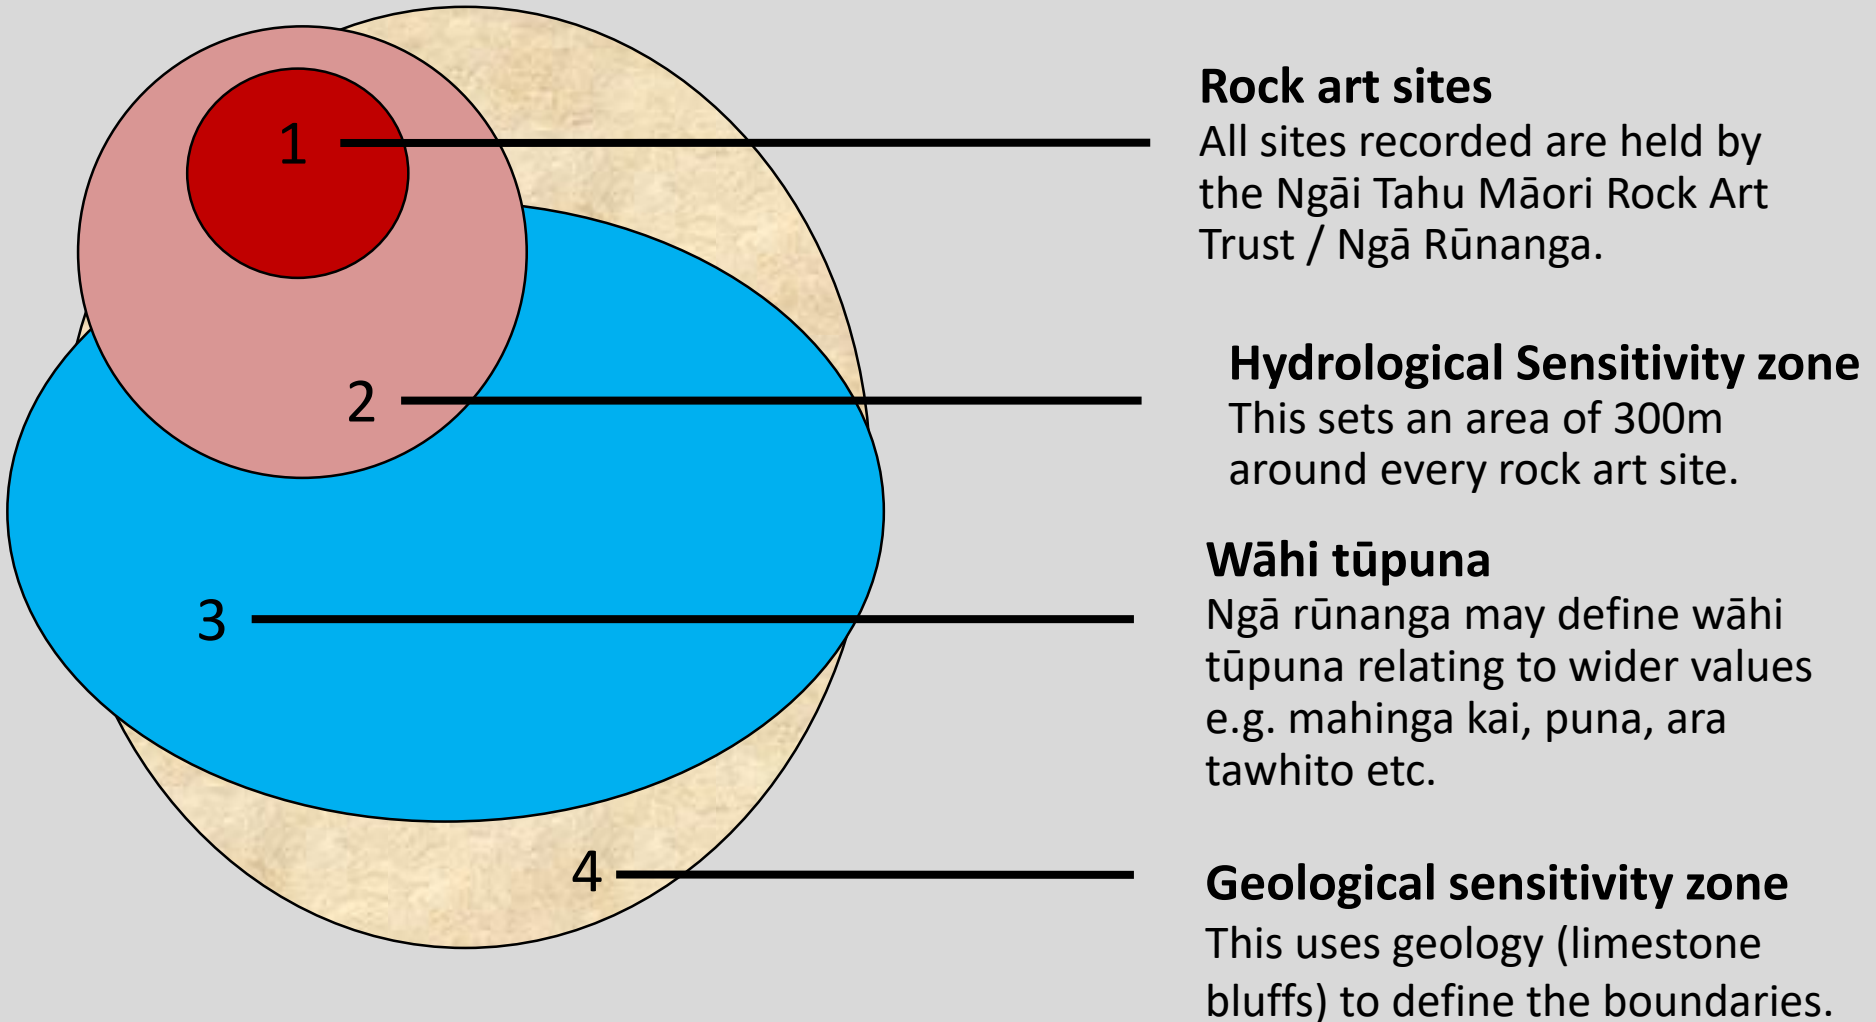 1
Rock art sites
All sites recorded are held by
the Ngāi Tahu Māori Rock Art
Trust / Ngā Rūnanga.
2
Hydrological Sensitivity zone
This sets an area of 300m
around every rock art site.
3
Wāhi tūpuna
Ngā rūnanga may define wāhi
tūpuna relating to wider values
e.g. mahinga kai, puna, ara
tawhito etc.
4
Geological sensitivity zone
This uses geology (limestone
bluffs) to define the boundaries.